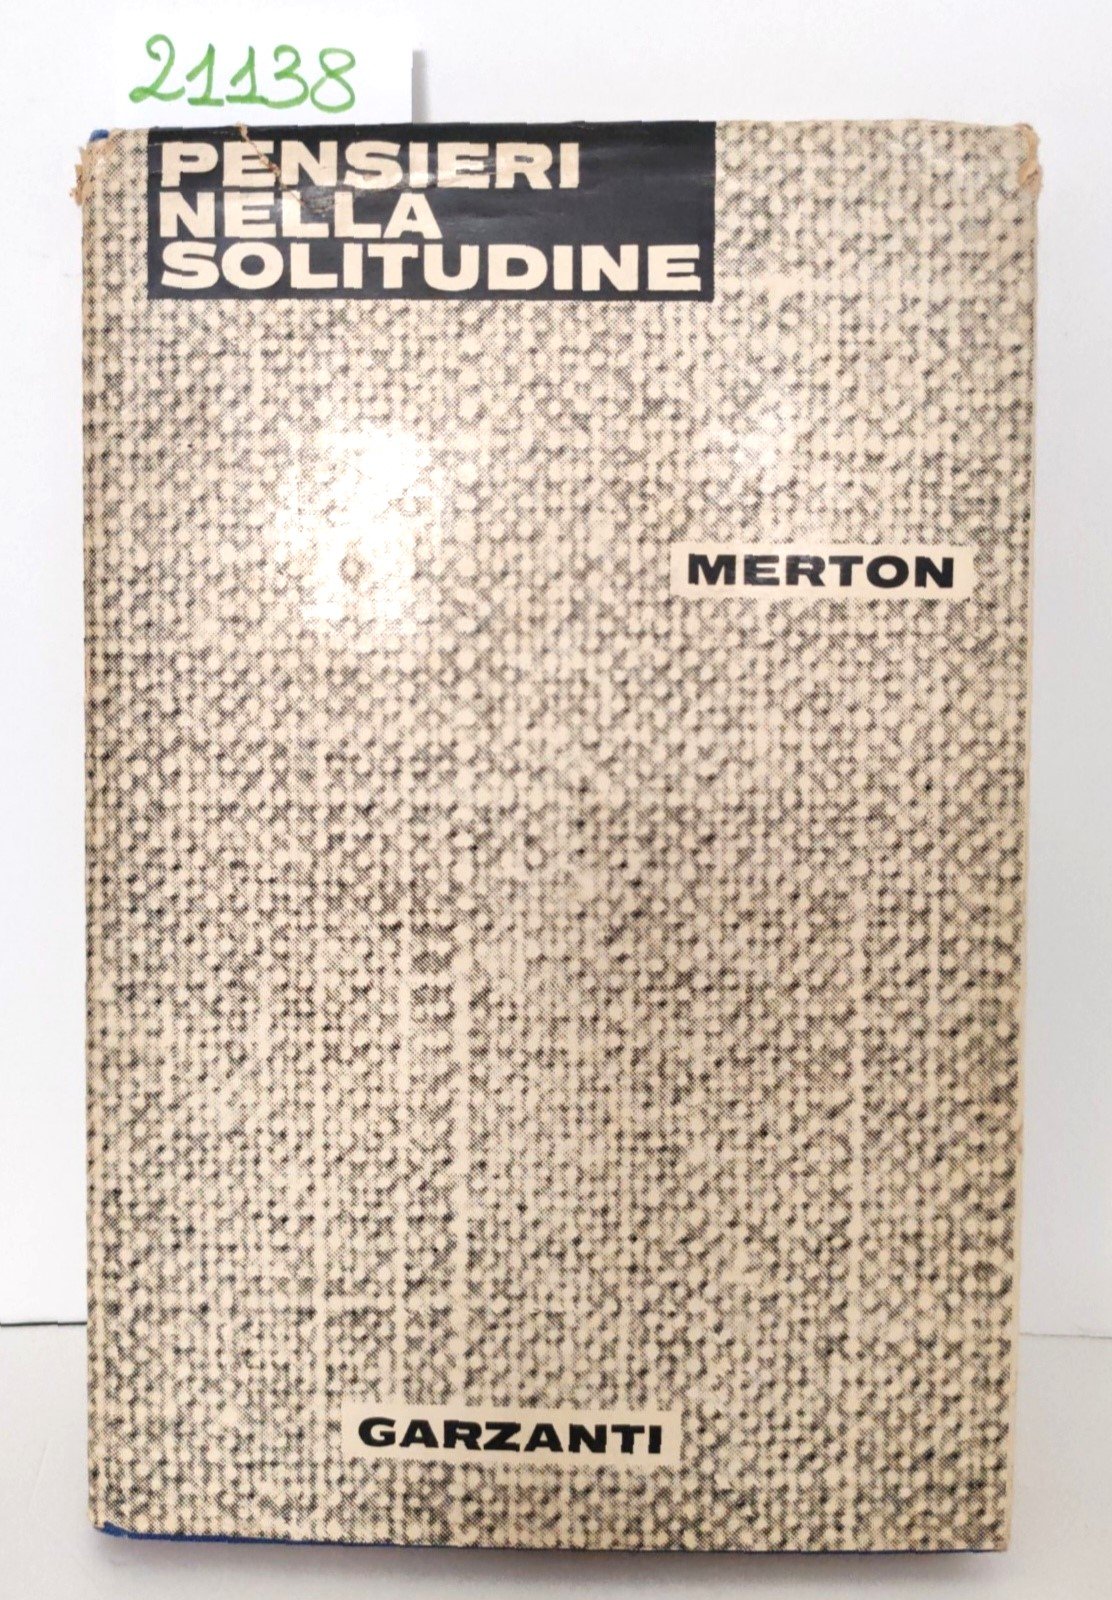 21138
PENSIERI
NELLA
SOLITUDINE
MERTON
GARZANTI